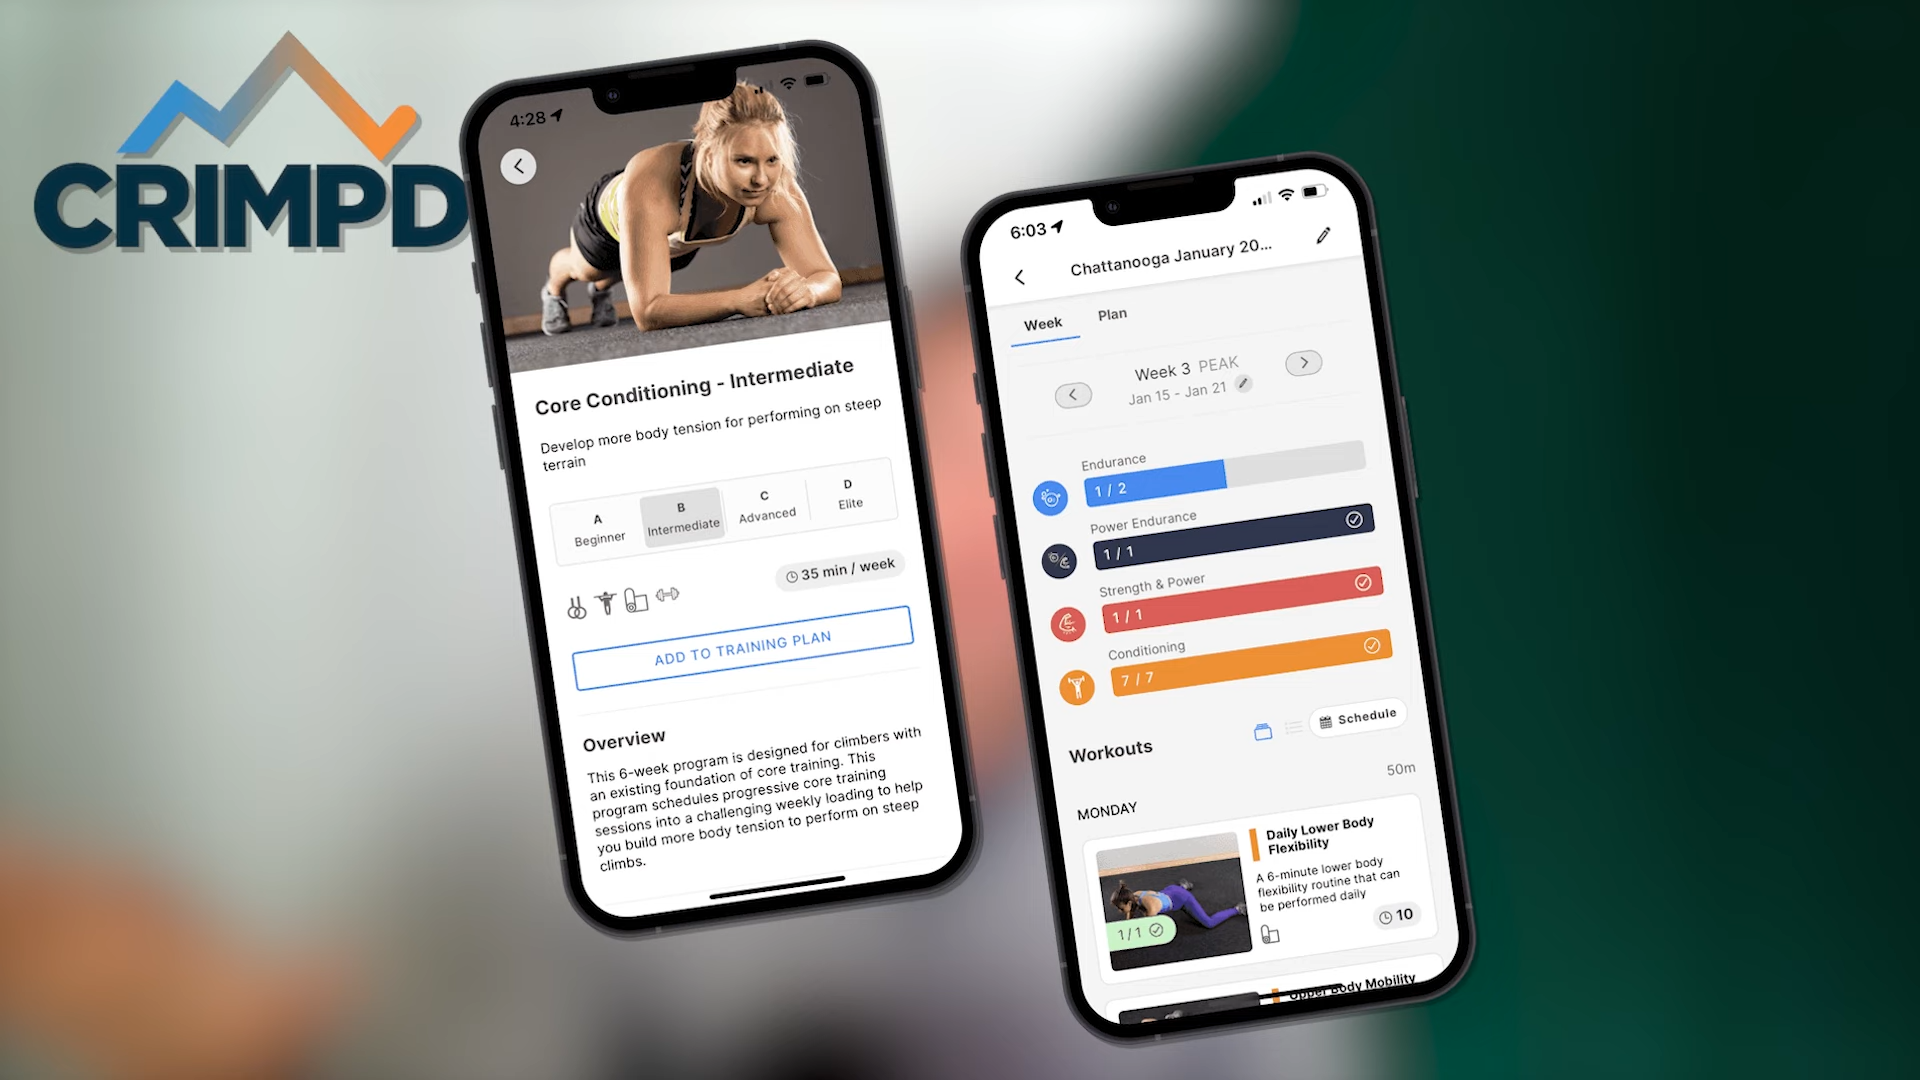 CRIMPD
4:28
Core Conditioning - Intermediate
Develop more body tension for performing on steep
terrain
A
Beginner
B
Intermediate
C
Advanced
D
Elite
35 min / week
ADD TO TRAINING PLAN
Overview
This 6-week program is designed for climbers with
an existing foundation of core training. This
program schedules progressive core training
sessions into a challenging weekly loading to help
you build more body tension to perform on steep
climbs.
6:03
Chattanooga January 20...
Week
Plan
Week 3 PEAK
Jan 15 - Jan 21
Endurance
1 / 2
Power Endurance
1 / 1
Strength & Power
1 / 1
Conditioning
7 / 7
Schedule
Workouts
50m
MONDAY
Daily Lower Body
Flexibility
A 6-minute lower body
flexibility routine that can
be performed daily
1 / 1
10
Upper Body Mobility